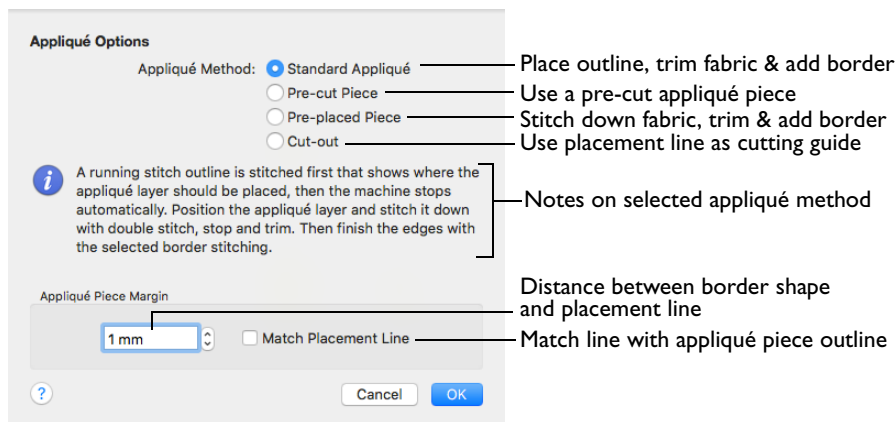 Appliqué Options
Appliqué Method: Standard Appliqué
Place outline, trim fabric & add border
Pre-cut Piece
Use a pre-cut appliqué piece
Pre-placed Piece
Stitch down fabric, trim & add border
Cut-out
Use placement line as cutting guide
i
A running stitch outline is stitched first that shows where the
appliqué layer should be placed, then the machine stops
automatically. Position the appliqué layer and stitch it down
with double stitch, stop and trim. Then finish the edges with
the selected border stitching.
Notes on selected appliqué method
Appliqué Piece Margin
Distance between border shape
and placement line
1 mm
Match Placement Line
Match line with appliqué piece outline
?
Cancel
OK